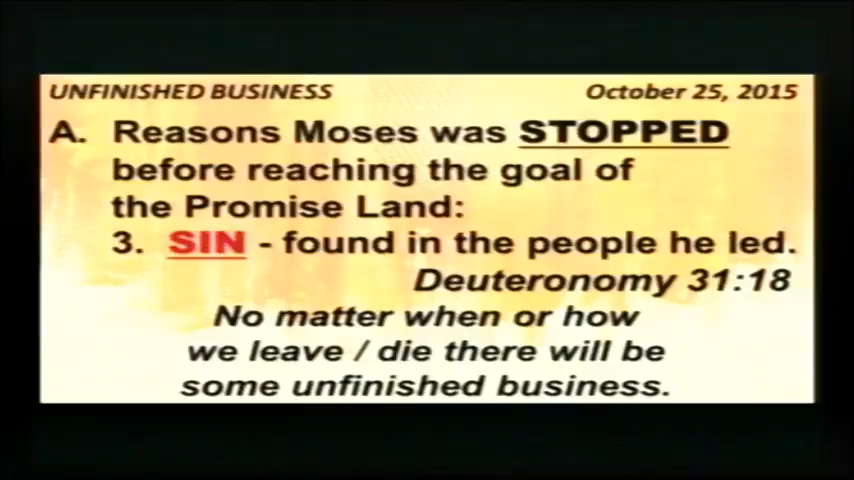 UNFINISHED BUSINESS October 25, 2015
A. Reasons Moses was STOPPED
before reaching the goal of
the Promise Land:
3. SIN - found in the people he led.
Deuteronomy 31:18
No matter when or how
we leave / die there will be
some unfinished business.